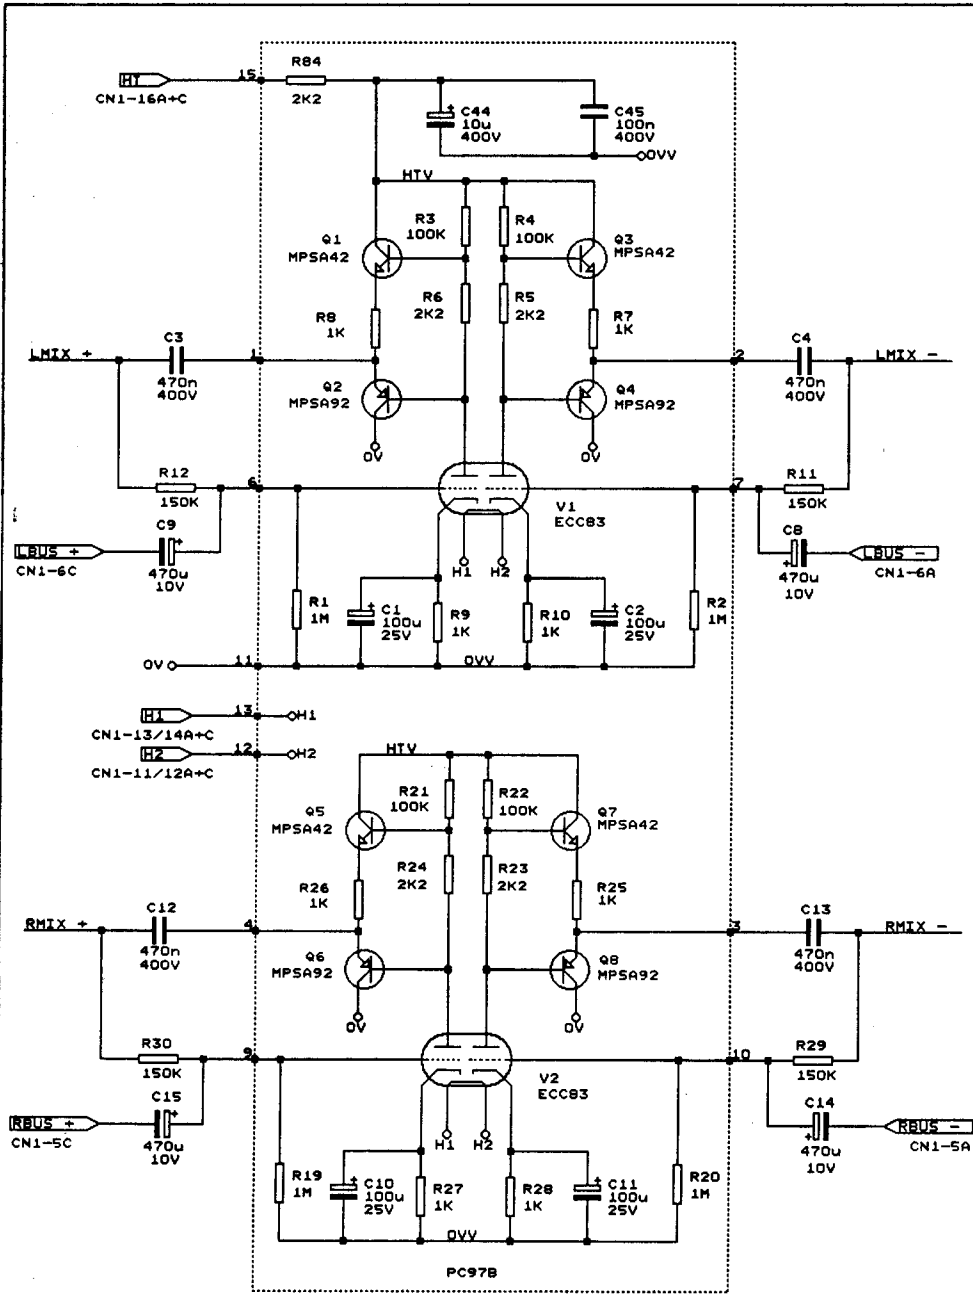 HT
CN1-16A+C
15
R84
2K2
C44
10u
400V
C45
100n
400V
0VV
HTV
R3
100K
R4
100K
Q1
MPSA42
Q3
MPSA42
R6
2K2
R5
2K2
R8
1K
R7
1K
LMIX +
C3
470n
400V
1
2
C4
470n
400V
LMIX -
Q2
MPSA92
Q4
MPSA92
0V
0V
R12
150K
6
7
R11
150K
V1
ECC83
C9
470u
10V
LBUS +
CN1-6C
C8
470u
10V
LBUS -
CN1-6A
H1
H2
R1
1M
C1
100u
25V
R9
1K
R10
1K
C2
100u
25V
R2
1M
0V
11
0VV
H1
13
H1
CN1-13/14A+C
H2
12
H2
CN1-11/12A+C
HTV
R21
100K
R22
100K
Q5
MPSA42
Q7
MPSA42
R24
2K2
R23
2K2
R26
1K
R25
1K
RMIX +
C12
470n
400V
4
3
C13
470n
400V
RMIX -
Q6
MPSA92
Q8
MPSA92
0V
0V
R30
150K
9
10
R29
150K
V2
ECC83
C15
470u
10V
RBUS +
CN1-5C
C14
470u
10V
RBUS -
CN1-5A
H1
H2
R19
1M
C10
100u
25V
R27
1K
R28
1K
C11
100u
25V
R20
1M
0VV
PC97B